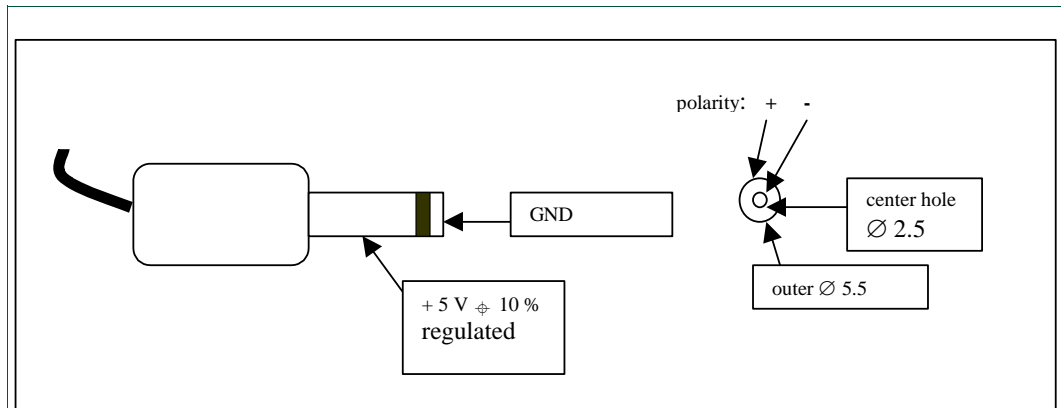 polarity: + -
GND
center hole
∅ 2.5
outer ∅ 5.5
+ 5 V ⌖ 10 %
regulated